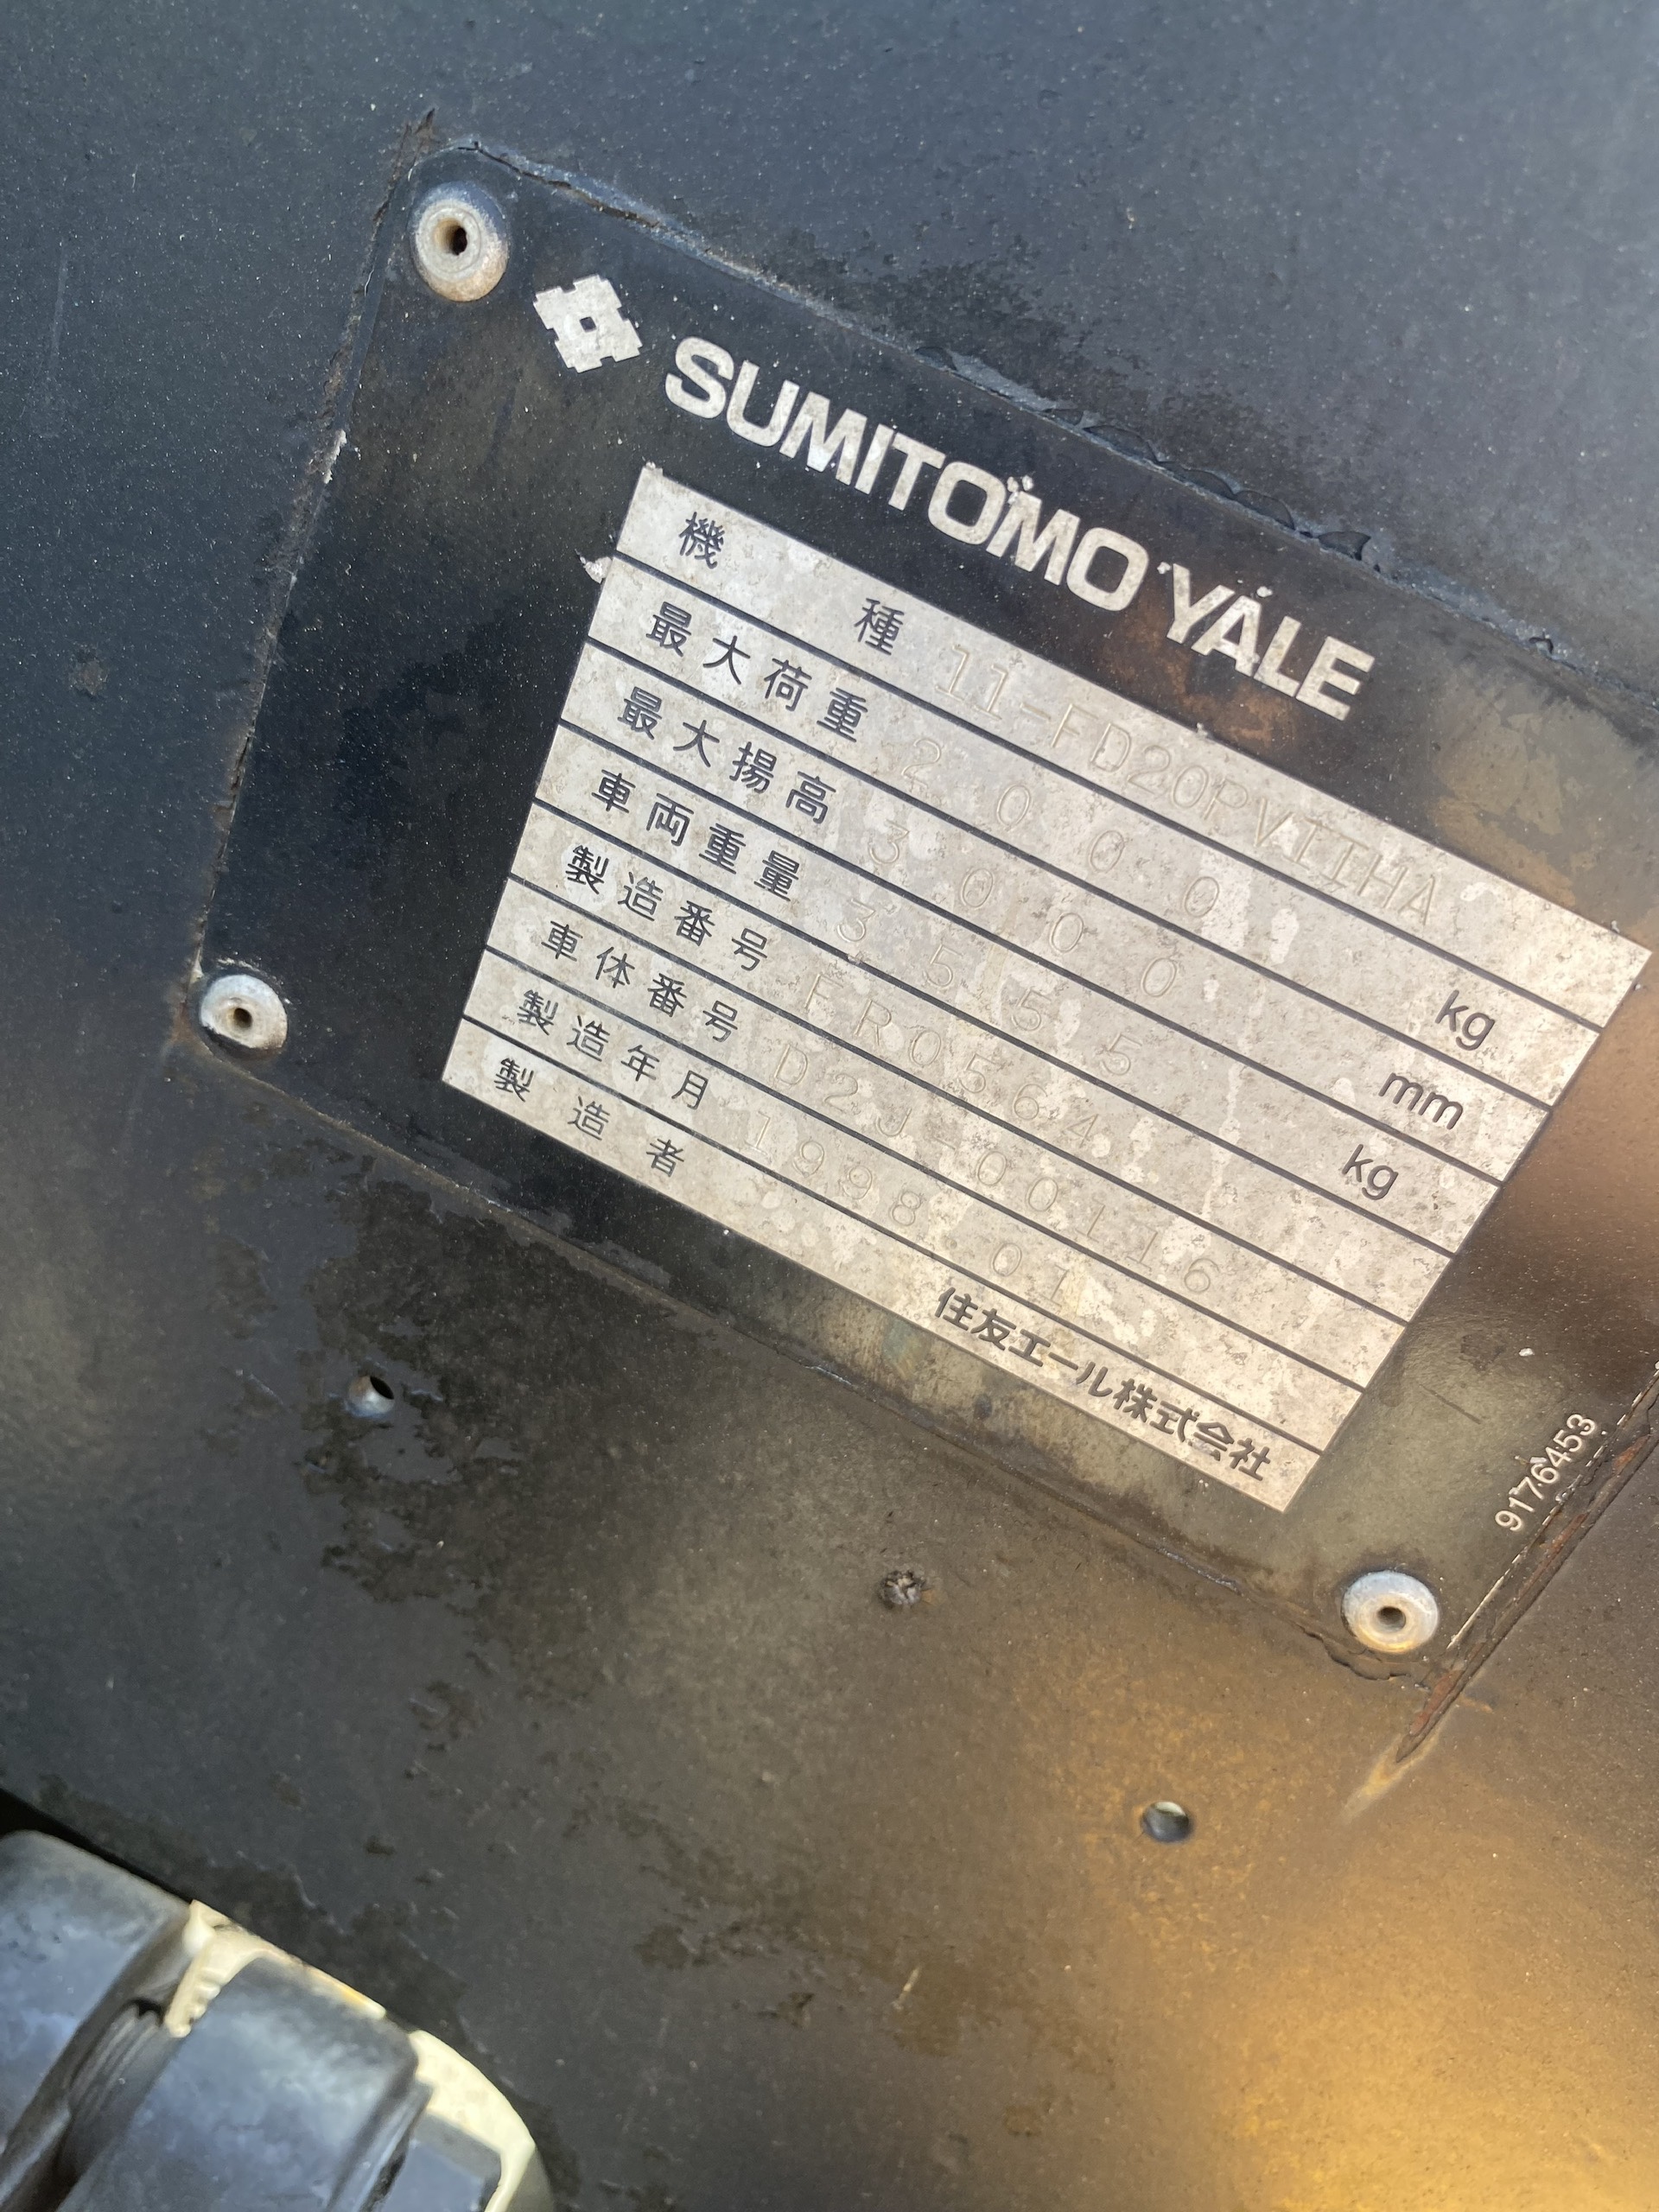 SUMITOMO YALE
機種 11-FD20PVIIHA
最大荷重 2000 kg
最大揚高 3000 mm
車両重量 3555 kg
製造番号 FR0564
車体番号 D2J-00116
製造年月 1998 01
製造者 住友エール株式会社
9176453